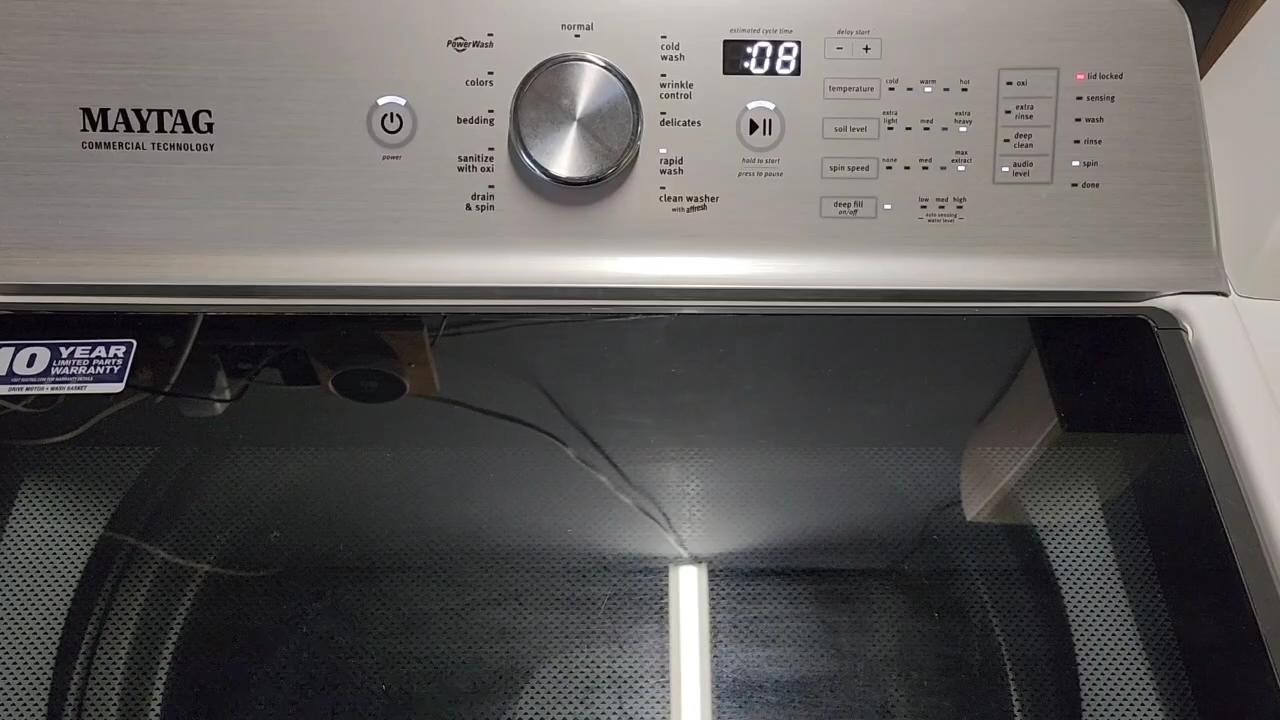 MAYTAG
COMMERCIAL TECHNOLOGY
power
normal
PowerWash
colors
bedding
sanitize
with oxi
drain
& spin
cold
wash
wrinkle
control
delicates
rapid
wash
clean washer
with affresh
estimated cycle time
:08
hold to start
press to pause
delay start
- +
temperature
cold warm hot
soil level
extra
light
med
extra
heavy
spin speed
none med
max
extract
deep fill
on/off
low med high
auto sensing
water level
oxi
extra
rinse
deep
clean
audio
level
lid locked
sensing
wash
rinse
spin
done
10 YEAR
LIMITED PARTS
WARRANTY
DRIVE MOTOR + WASH BASKET